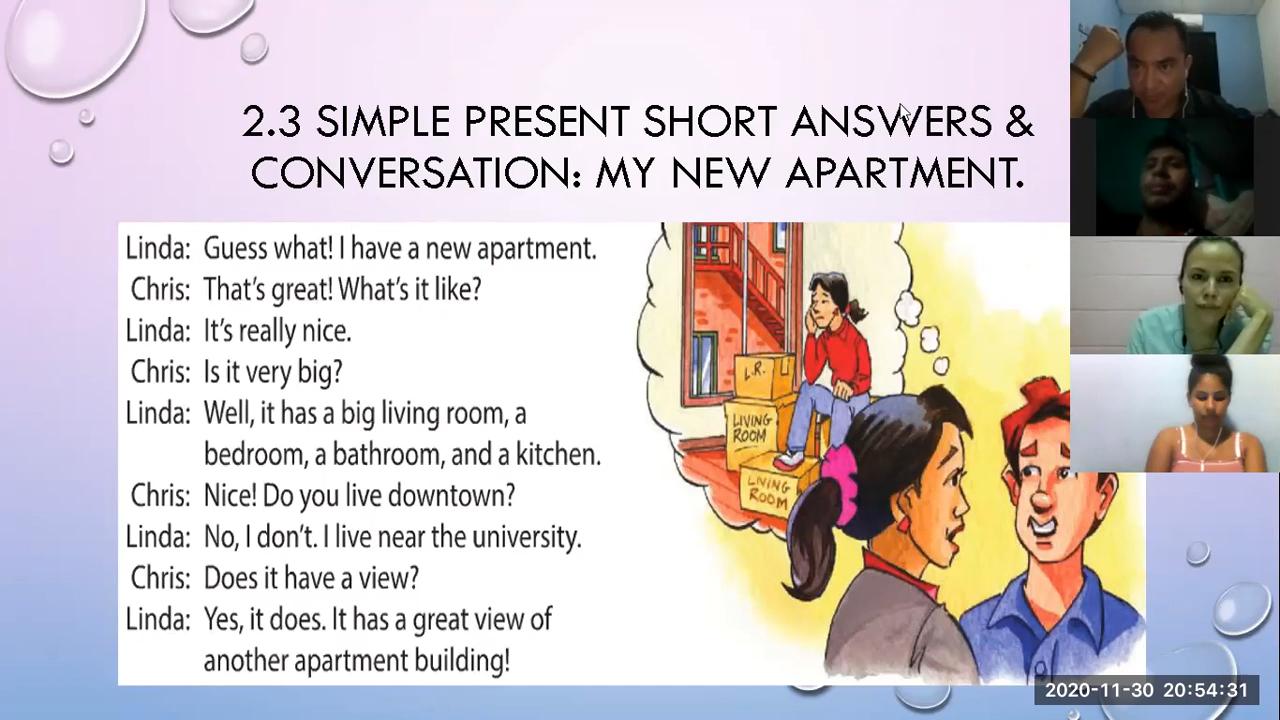 2.3 SIMPLE PRESENT SHORT ANSWERS &
CONVERSATION: MY NEW APARTMENT.
Linda: Guess what! I have a new apartment.
Chris: That's great! What's it like?
Linda: It's really nice.
Chris: Is it very big?
Linda: Well, it has a big living room, a
bedroom, a bathroom, and a kitchen.
Chris: Nice! Do you live downtown?
Linda: No, I don't. I live near the university.
Chris: Does it have a view?
Linda: Yes, it does. It has a great view of
another apartment building!
L.R.
LIVING
ROOM
LIVING
ROOM
2020-11-30 20:54:31